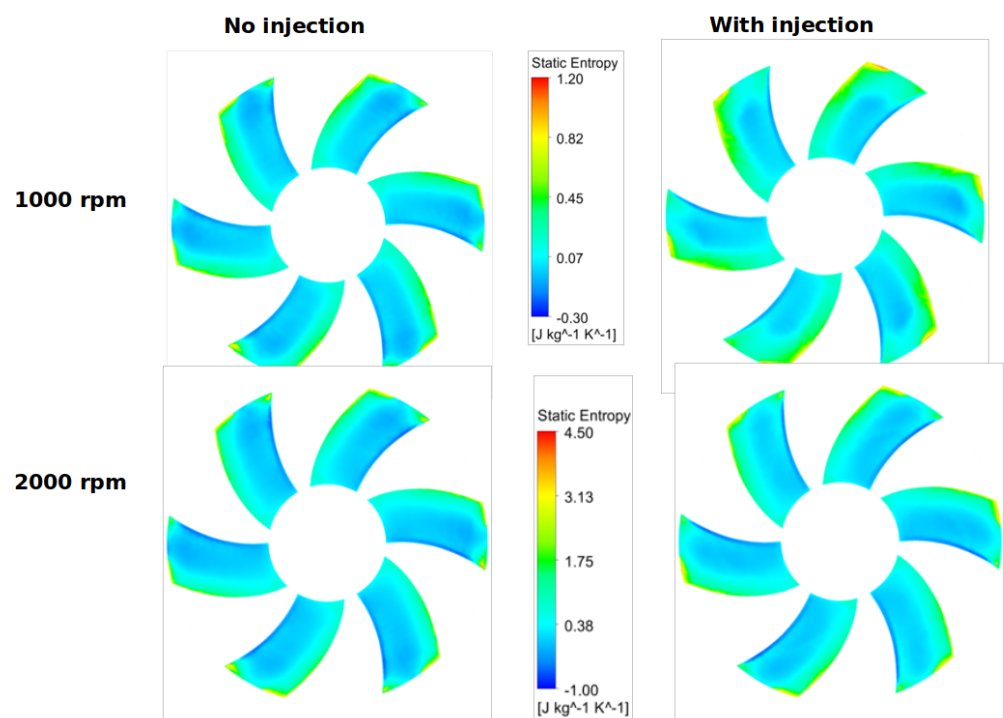 No injection
With injection
1000 rpm
Static Entropy
1.20
0.82
0.45
0.07
-0.30
[J kg^-1 K^-1]
2000 rpm
Static Entropy
4.50
3.13
1.75
0.38
-1.00
[J kg^-1 K^-1]